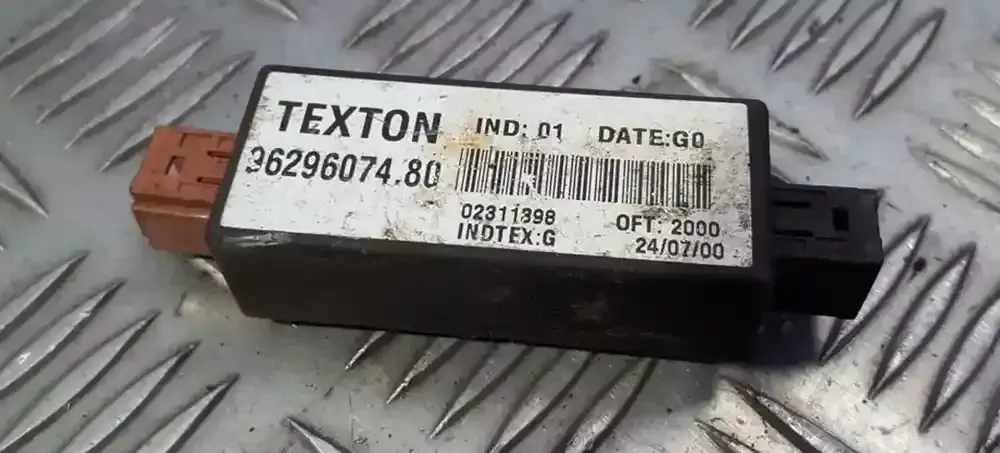 TEXTON IND: 01 DATE:G0
96296074.80
02311898 OFT: 2000
INDTEX:G 24/07/00